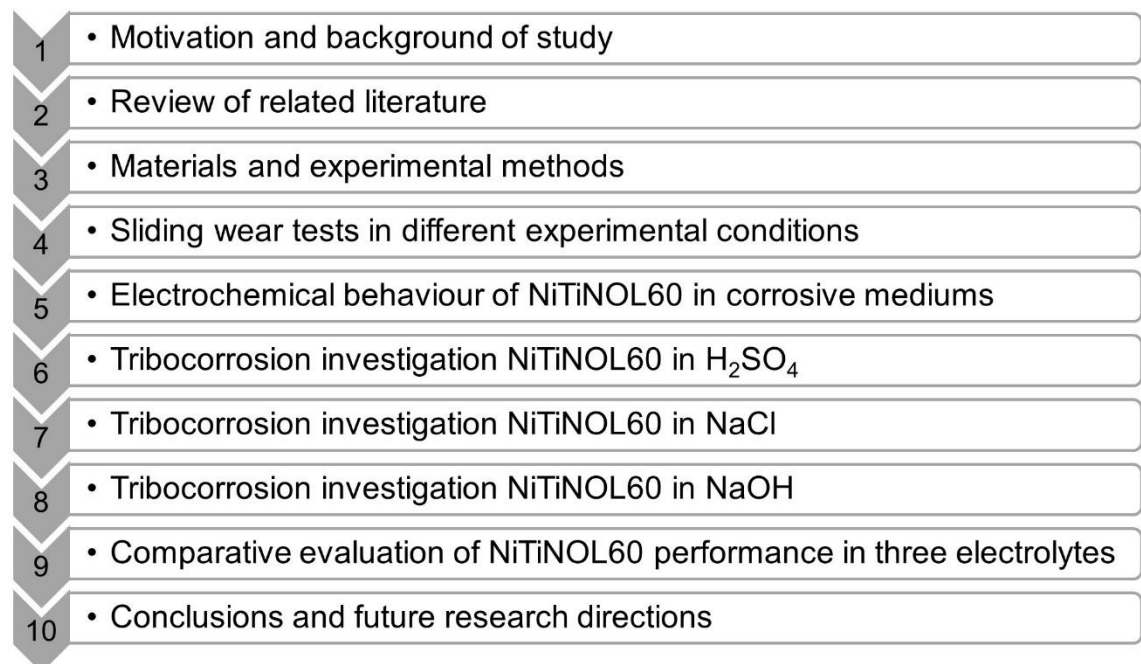 1 • Motivation and background of study
2 • Review of related literature
3 • Materials and experimental methods
4 • Sliding wear tests in different experimental conditions
5 • Electrochemical behaviour of NiTiNOL60 in corrosive mediums
6 • Tribocorrosion investigation NiTiNOL60 in H₂SO₄
7 • Tribocorrosion investigation NiTiNOL60 in NaCl
8 • Tribocorrosion investigation NiTiNOL60 in NaOH
9 • Comparative evaluation of NiTiNOL60 performance in three electrolytes
10 • Conclusions and future research directions